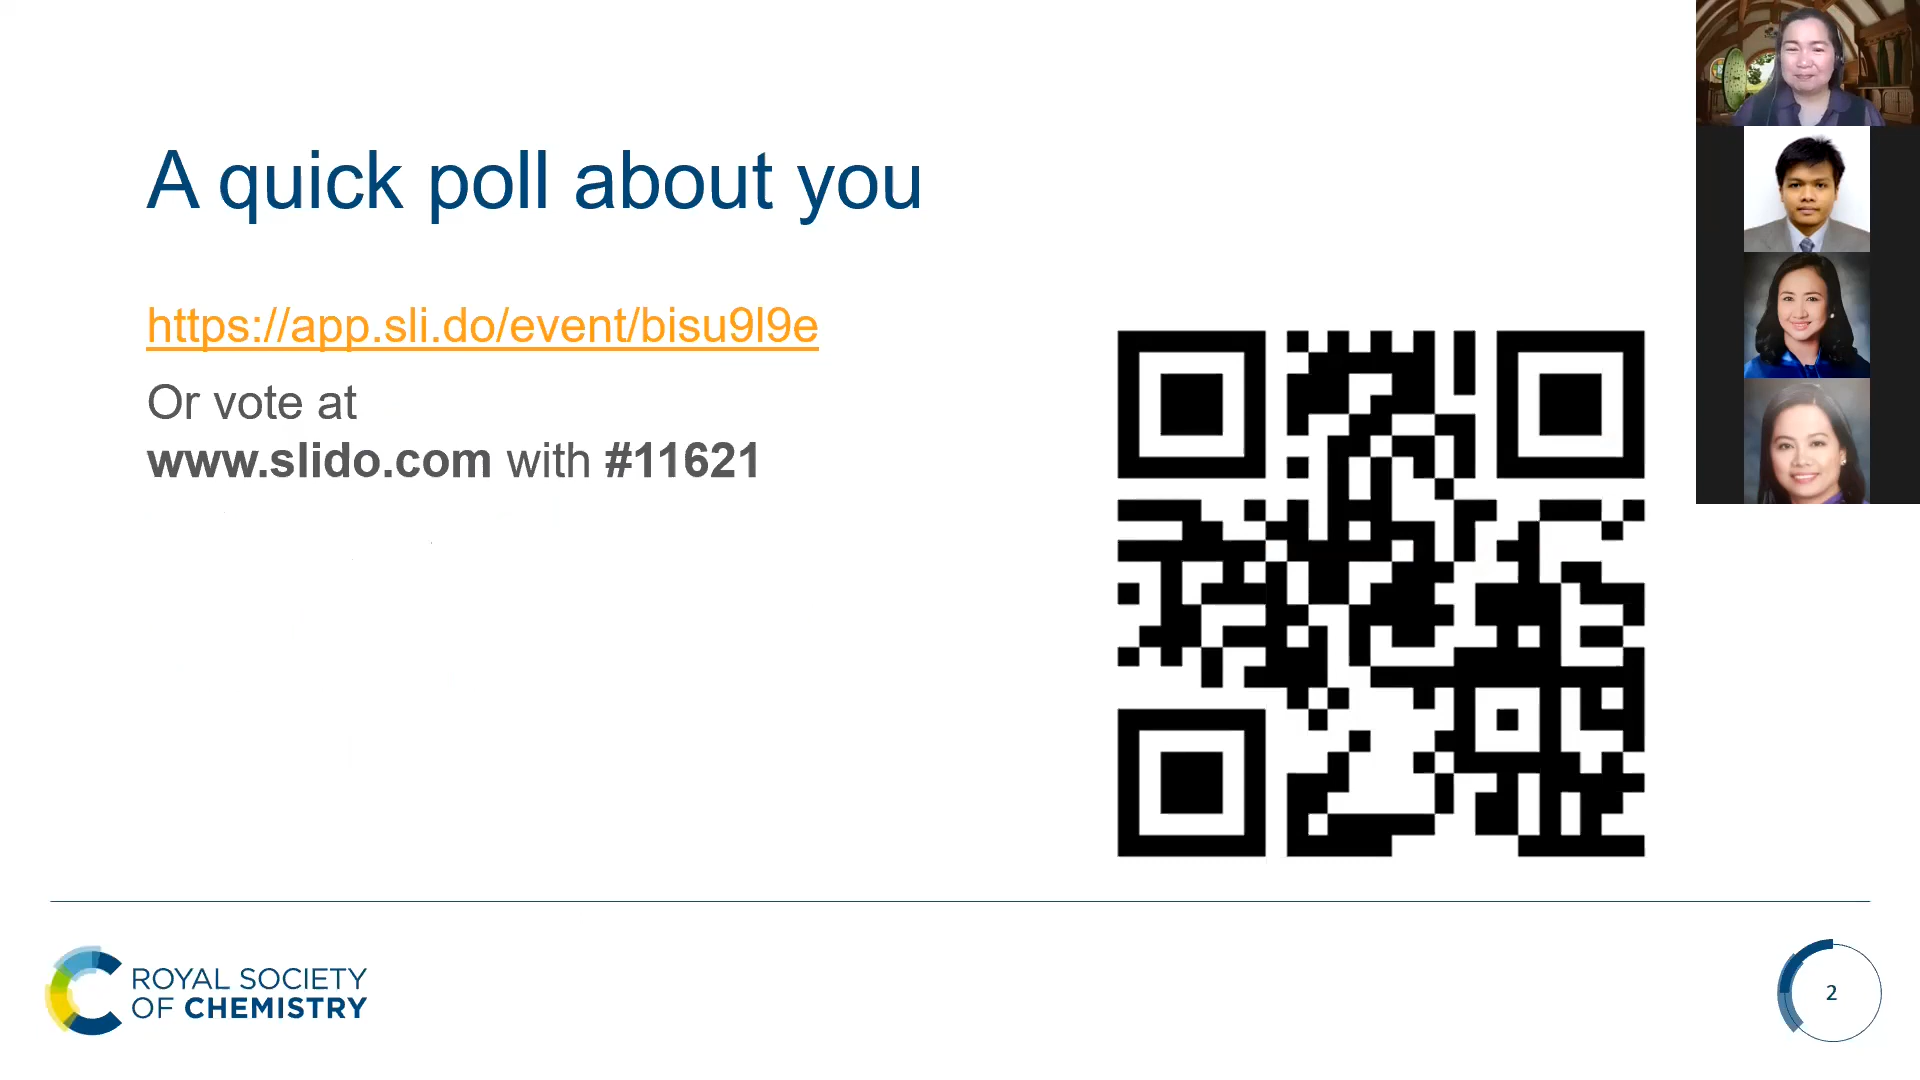 A quick poll about you
https://app.sli.do/event/bisu9l9e
Or vote at
www.slido.com with #11621
ROYAL SOCIETY
OF CHEMISTRY
2